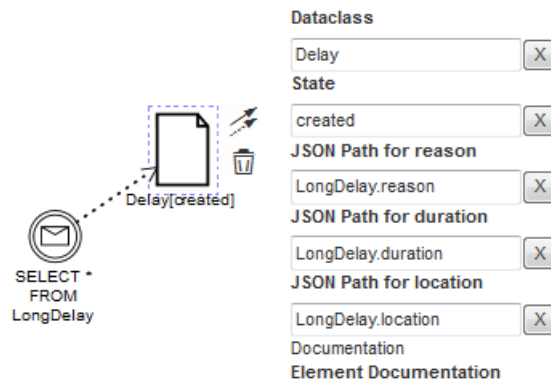 Delay[created]
SELECT *
FROM
LongDelay
Dataclass
Delay
X
State
created
X
JSON Path for reason
LongDelay.reason
X
JSON Path for duration
LongDelay.duration
X
JSON Path for location
LongDelay.location
X
Documentation
Element Documentation